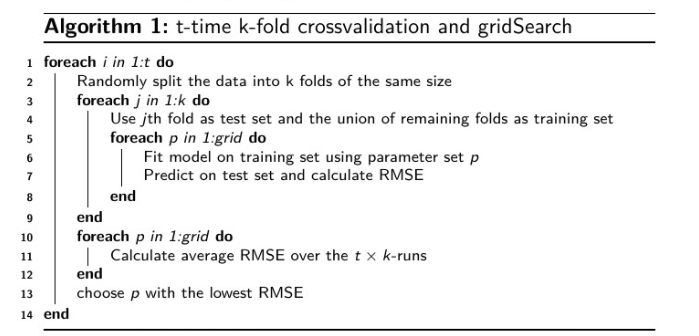 Algorithm 1: t-time k-fold crossvalidation and gridSearch
1 foreach i in 1:t do
2 Randomly split the data into k folds of the same size
3 foreach j in 1:k do
4 Use jth fold as test set and the union of remaining folds as training set
5 foreach p in 1:grid do
6 Fit model on training set using parameter set p
7 Predict on test set and calculate RMSE
8 end
9 end
10 foreach p in 1:grid do
11 Calculate average RMSE over the t × k-runs
12 end
13 choose p with the lowest RMSE
14 end